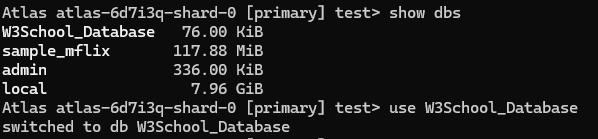 Atlas atlas-6d7i3q-shard-0 [primary] test> show dbs
W3School_Database   76.00 KiB
sample_mflix       117.88 MiB
admin              336.00 KiB
local                7.96 GiB
Atlas atlas-6d7i3q-shard-0 [primary] test> use W3School_Database
switched to db W3School_Database